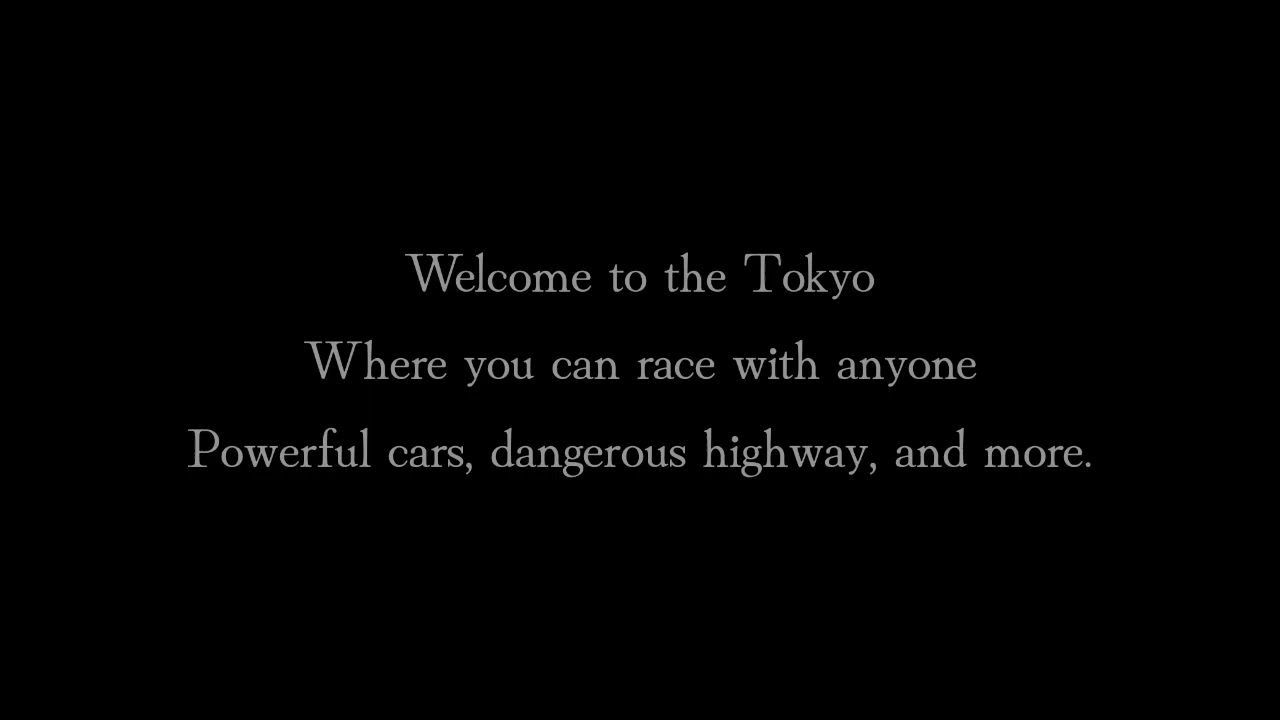 Welcome to the Tokyo
Where you can race with anyone
Powerful cars, dangerous highway, and more.